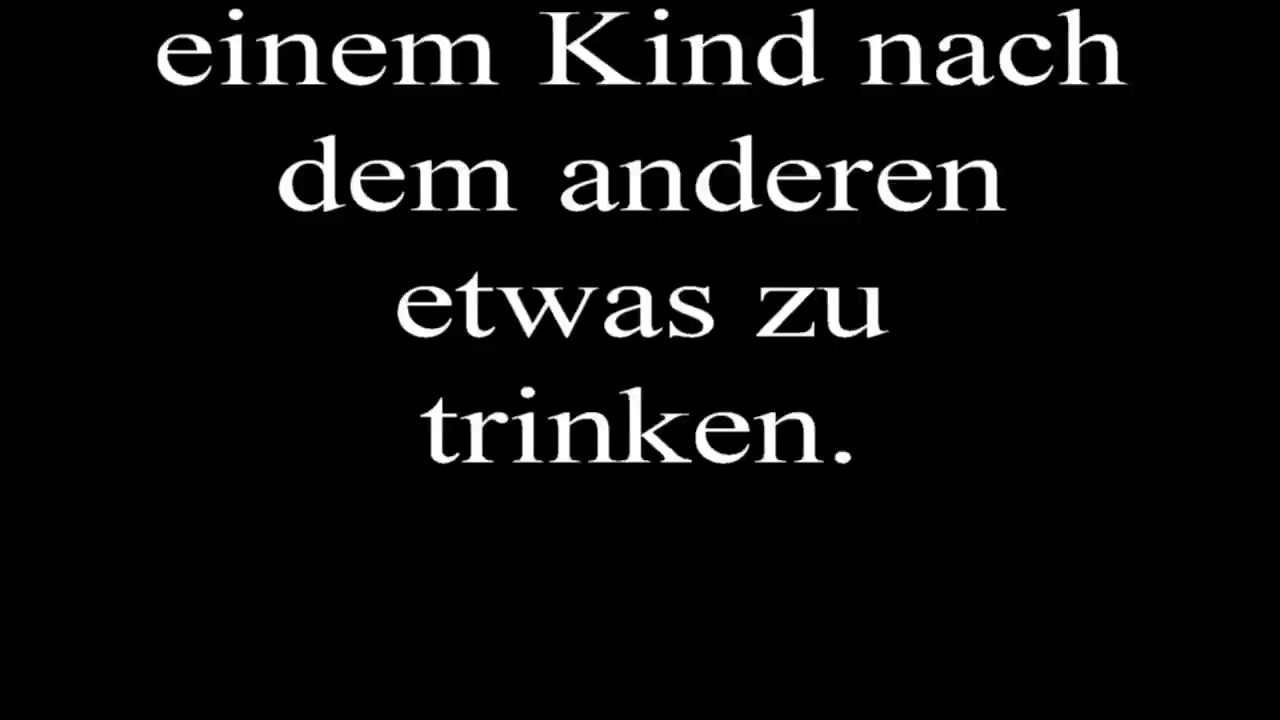 einem Kind nach
dem anderen
etwas zu
trinken.